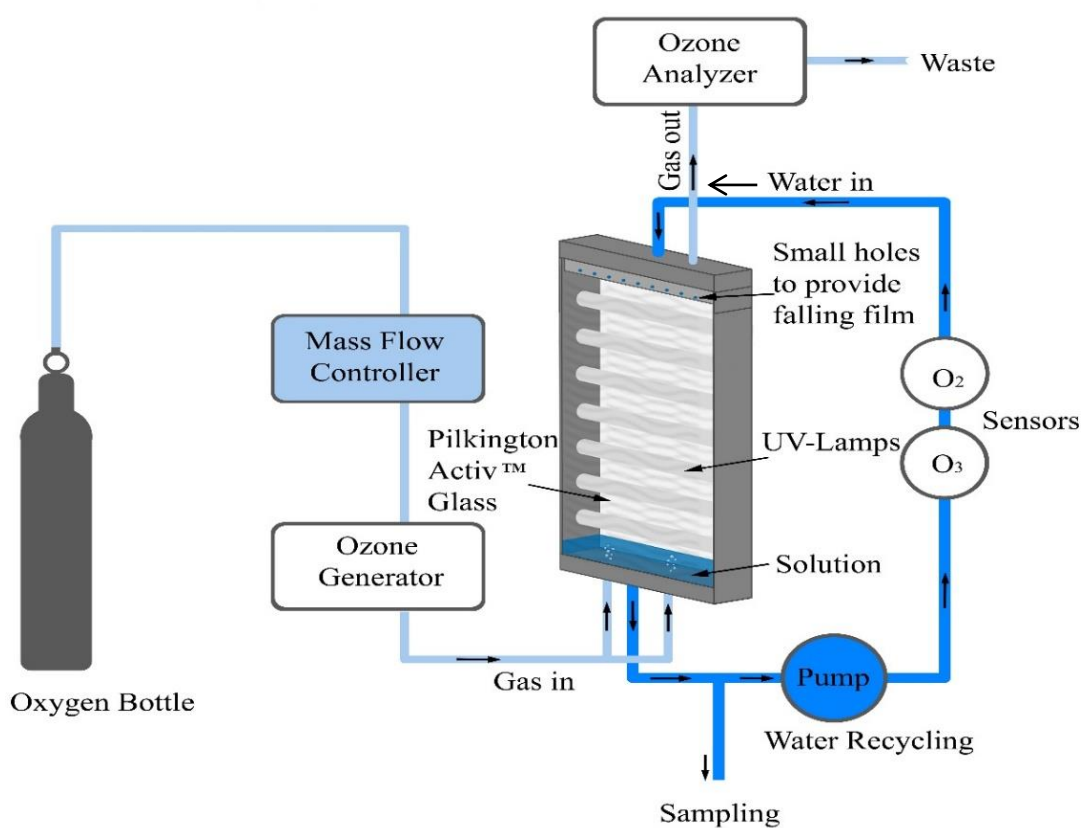 Ozone
Analyzer
Waste
Gas out
Water in
Small holes
to provide
falling film
Mass Flow
Controller
O2
Sensors
O3
Pilkington
Activ™
Glass
UV-Lamps
Ozone
Generator
Solution
Gas in
Pump
Oxygen Bottle
Water Recycling
Sampling